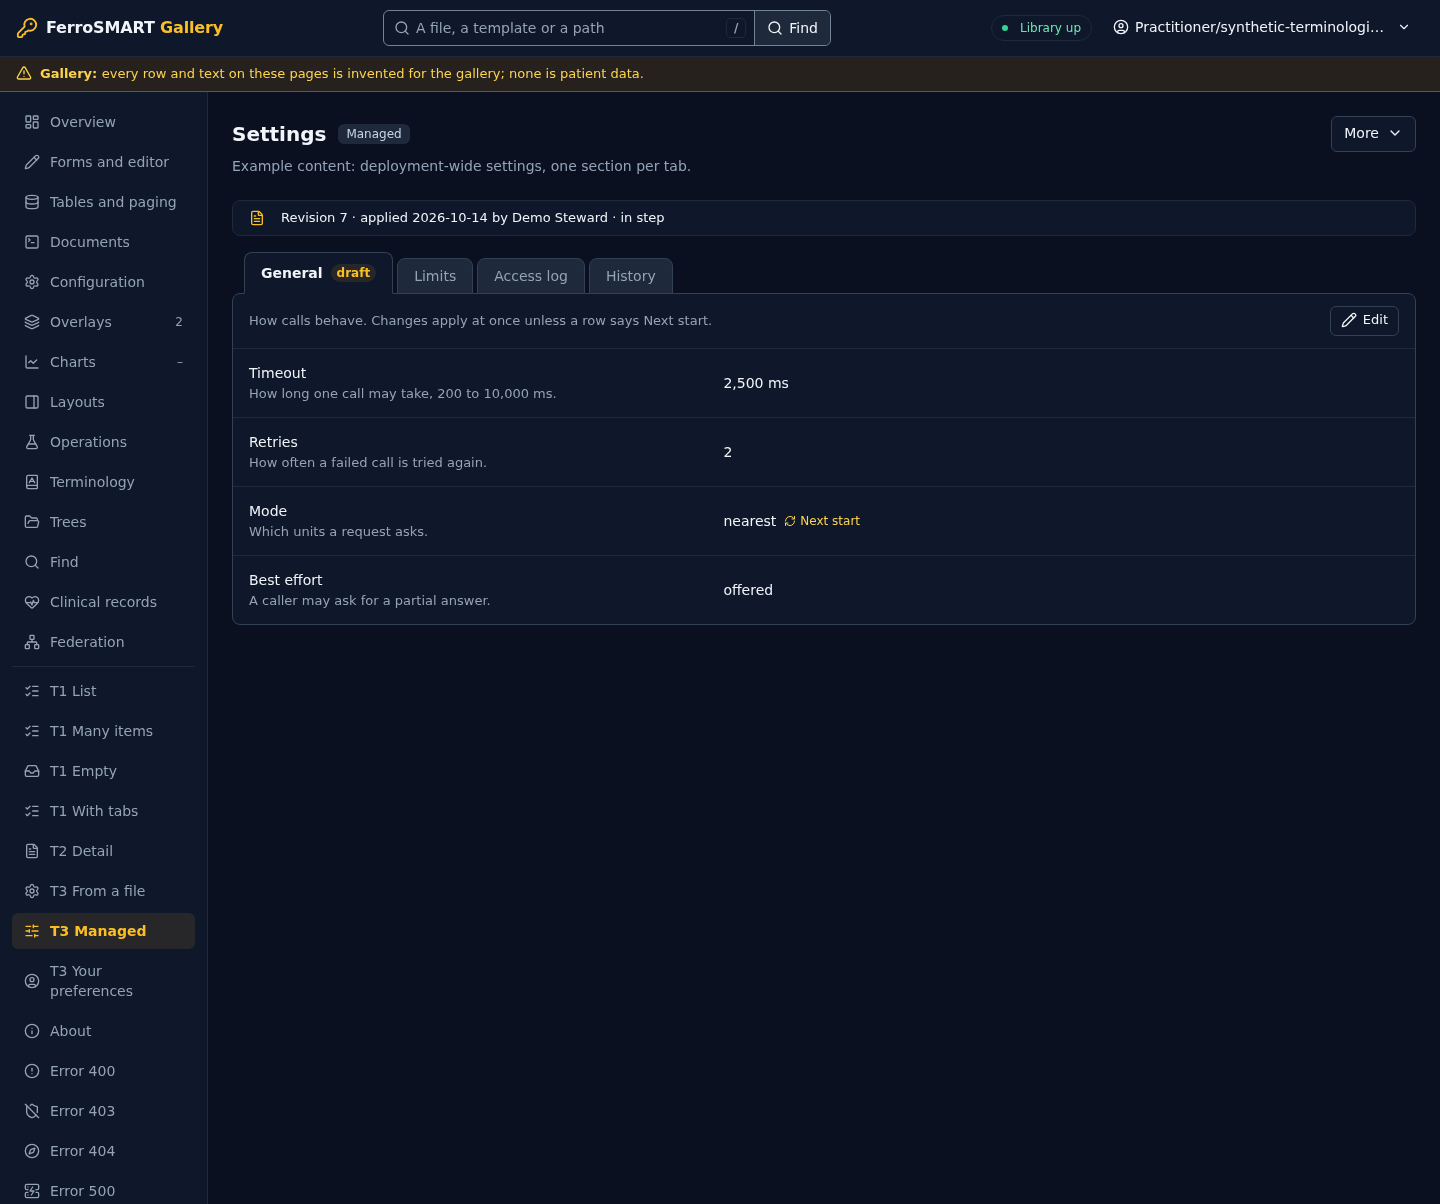 FerroSMART Gallery
A file, a template or a path
/
Find
Library up
Practitioner/synthetic-terminologi…
Gallery: every row and text on these pages is invented for the gallery; none is patient data.
Overview
Forms and editor
Tables and paging
Documents
Configuration
Overlays 2
Charts –
Layouts
Operations
Terminology
Trees
Find
Clinical records
Federation
T1 List
T1 Many items
T1 Empty
T1 With tabs
T2 Detail
T3 From a file
T3 Managed
T3 Your
preferences
About
Error 400
Error 403
Error 404
Error 500
Settings Managed
More
Example content: deployment-wide settings, one section per tab.
Revision 7 · applied 2026-10-14 by Demo Steward · in step
General draft
Limits
Access log
History
How calls behave. Changes apply at once unless a row says Next start.
Edit
Timeout
How long one call may take, 200 to 10,000 ms.
2,500 ms
Retries
How often a failed call is tried again.
2
Mode
Which units a request asks.
nearest Next start
Best effort
A caller may ask for a partial answer.
offered